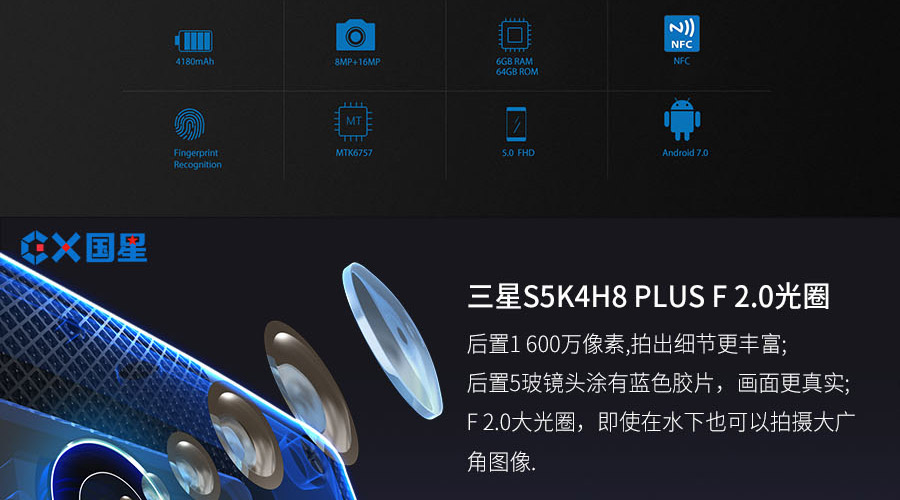 4180mAh
8MP+16MP
6GB RAM
64GB ROM
NFC
NFC
Fingerprint
Recognition
MT
MTK6757
5.0 FHD
Android 7.0
国星
三星S5K4H8 PLUS F 2.0光圈
后置1 600万像素,拍出细节更丰富;
后置5玻镜头涂有蓝色胶片，画面更真实;
F 2.0大光圈，即使在水下也可以拍摄大广
角图像.